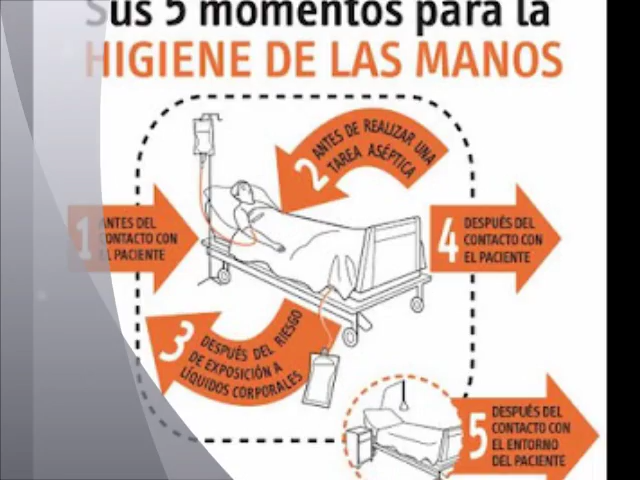 Sus 5 momentos para la
HIGIENE DE LAS MANOS
1 ANTES DEL
CONTACTO CON
EL PACIENTE
2 ANTES DE REALIZAR UNA
TAREA ASÉPTICA
3 DESPUÉS DEL RIESGO
DE EXPOSICIÓN A
LÍQUIDOS CORPORALES
4 DESPUÉS DEL
CONTACTO CON
EL PACIENTE
5 DESPUÉS DEL
CONTACTO CON
EL ENTORNO
DEL PACIENTE